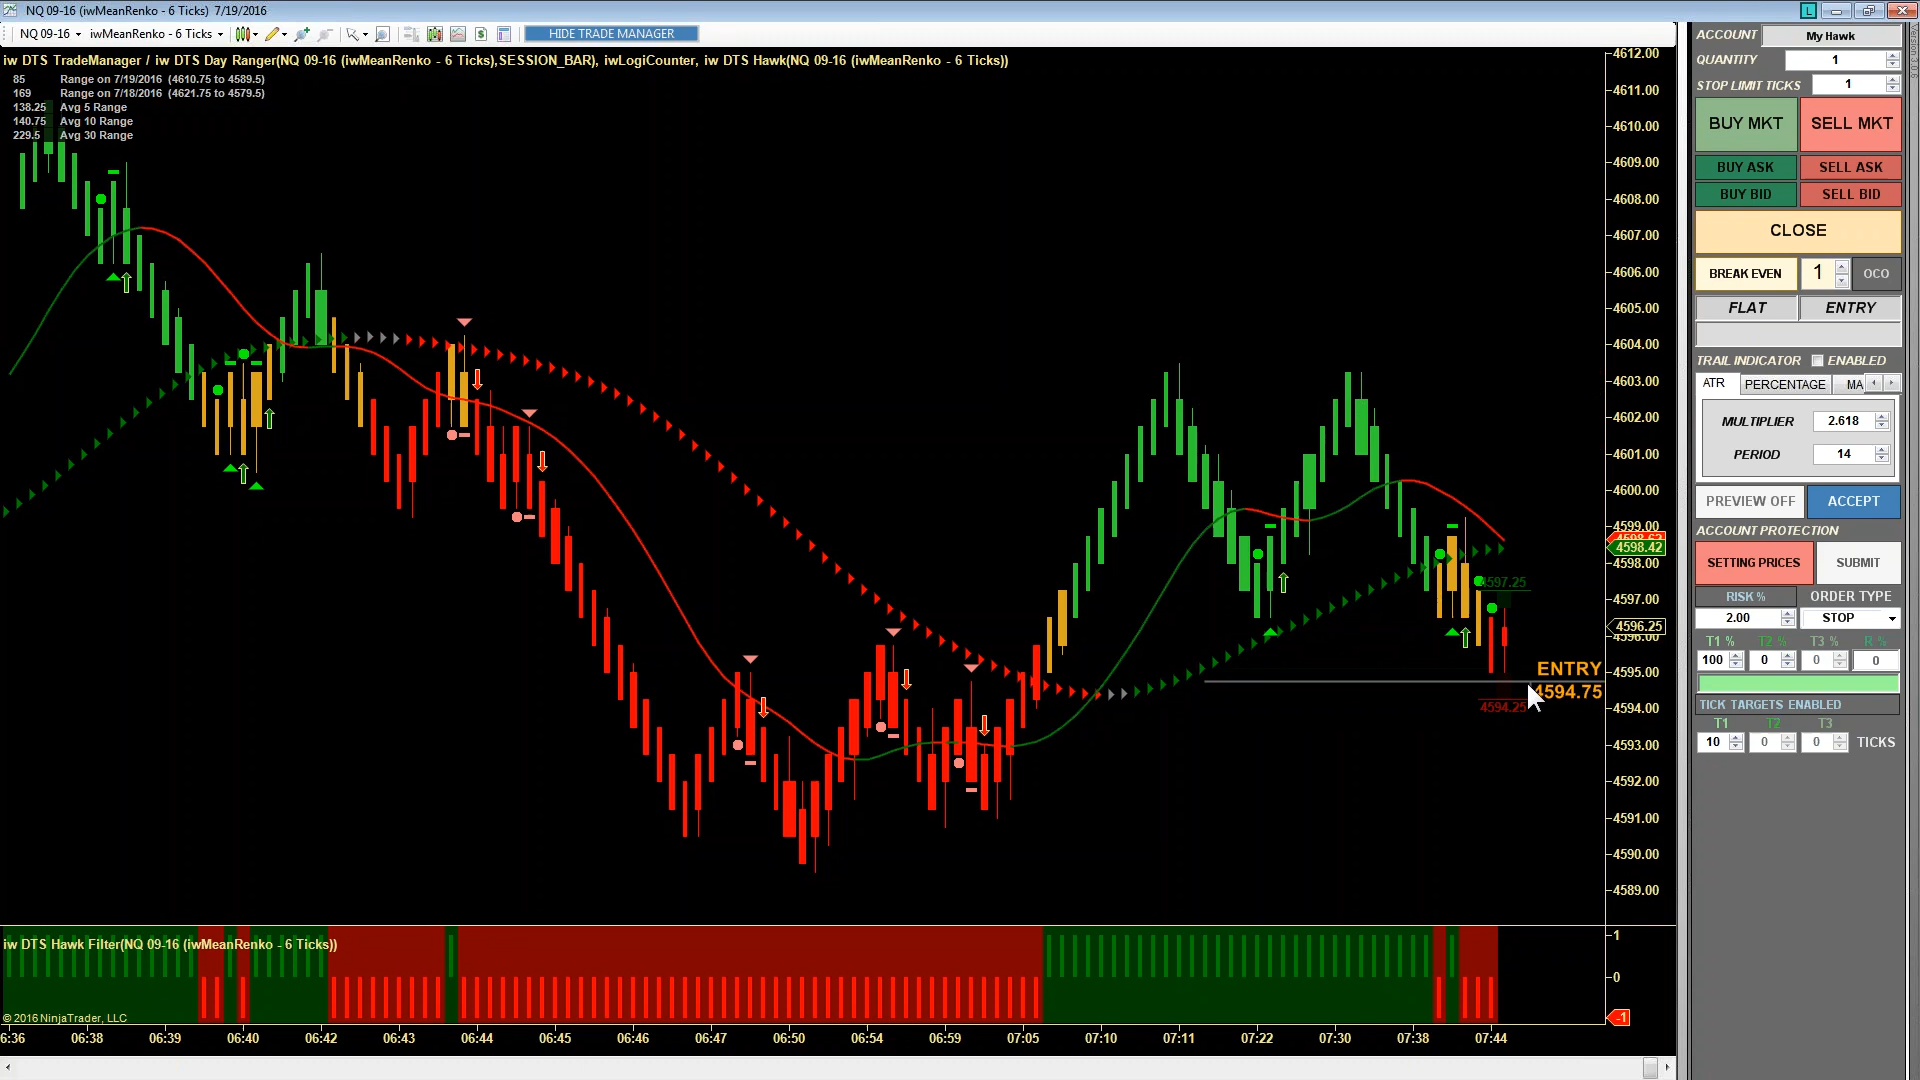 NQ 09-16 (iwMeanRenko - 6 Ticks) 7/19/2016
L
NQ 09-16
iwMeanRenko - 6 Ticks
$
HIDE TRADE MANAGER
iw DTS TradeManager / iw DTS Day Ranger(NQ 09-16 (iwMeanRenko - 6 Ticks),SESSION_BAR), iwLogiCounter, iw DTS Hawk(NQ 09-16 (iwMeanRenko - 6 Ticks))
85 Range on 7/19/2016 (4610.75 to 4589.5)
169 Range on 7/18/2016 (4621.75 to 4579.5)
138.25 Avg 5 Range
140.75 Avg 10 Range
229.5 Avg 30 Range
4612.00
4611.00
4610.00
4609.00
4608.00
4607.00
4606.00
4605.00
4604.00
4603.00
4602.00
4601.00
4600.00
4599.00
4598.42
4598.00
4597.25
4597.00
4596.25
4596.00
4595.00
ENTRY
4594.75
4594.25
4594.00
4593.00
4592.00
4591.00
4590.00
4589.00
iw DTS Hawk Filter(NQ 09-16 (iwMeanRenko - 6 Ticks))
1
0
-1
© 2016 NinjaTrader, LLC
6:36 06:38 06:39 06:40 06:42 06:43 06:44 06:45 06:46 06:47 06:50 06:54 06:59 07:05 07:10 07:11 07:22 07:30 07:38 07:44
ACCOUNT My Hawk
QUANTITY 1
STOP LIMIT TICKS 1
BUY MKT SELL MKT
BUY ASK SELL ASK
BUY BID SELL BID
CLOSE
BREAK EVEN 1 OCO
FLAT ENTRY
TRAIL INDICATOR ENABLED
ATR PERCENTAGE MA
MULTIPLIER 2.618
PERIOD 14
PREVIEW OFF ACCEPT
ACCOUNT PROTECTION
SETTING PRICES SUBMIT
RISK % ORDER TYPE
2.00 STOP
T1 % T2 % T3 % R %
100 0 0 0
TICK TARGETS ENABLED
T1 T2 T3
10 0 0 TICKS